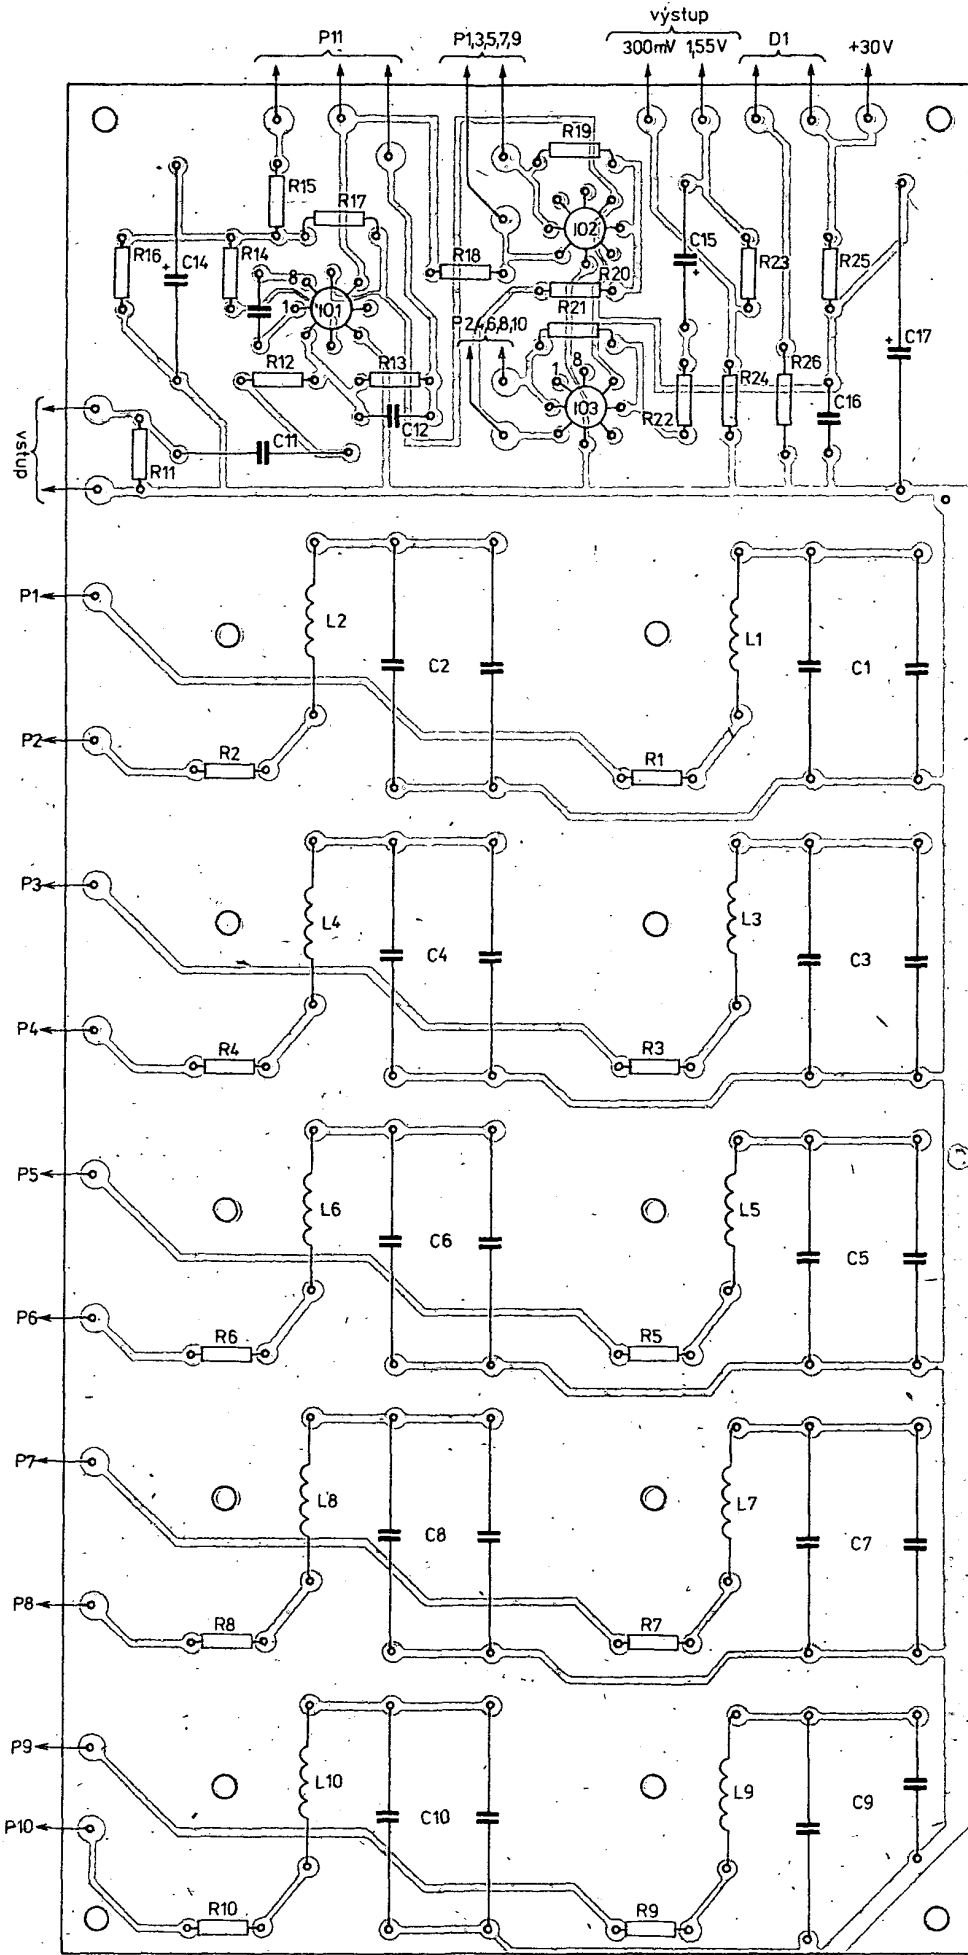 výstup
P11 P1,3,5,7,9 300mV 1,55V D1 +30V
R19
R15
R17
IO2
R16 C14 R14 R18 C15 R23 R25
8
R20
1 IO1 R21
P2,4,6,8,10
C17
R12 R13 1 8 R26
R24
IO3 R22 C16
C12
vstup
C11
R11
P1
L2 L1
C2 C1
P2
R2 R1
P3
L4 L3
C4 C3
P4
R4 R3
P5
L6 L5
C6 C5
P6
R6 R5
P7
L8 L7
C8 C7
P8
R8 R7
P9
L10 L9
C10 C9
P10
R10 R9